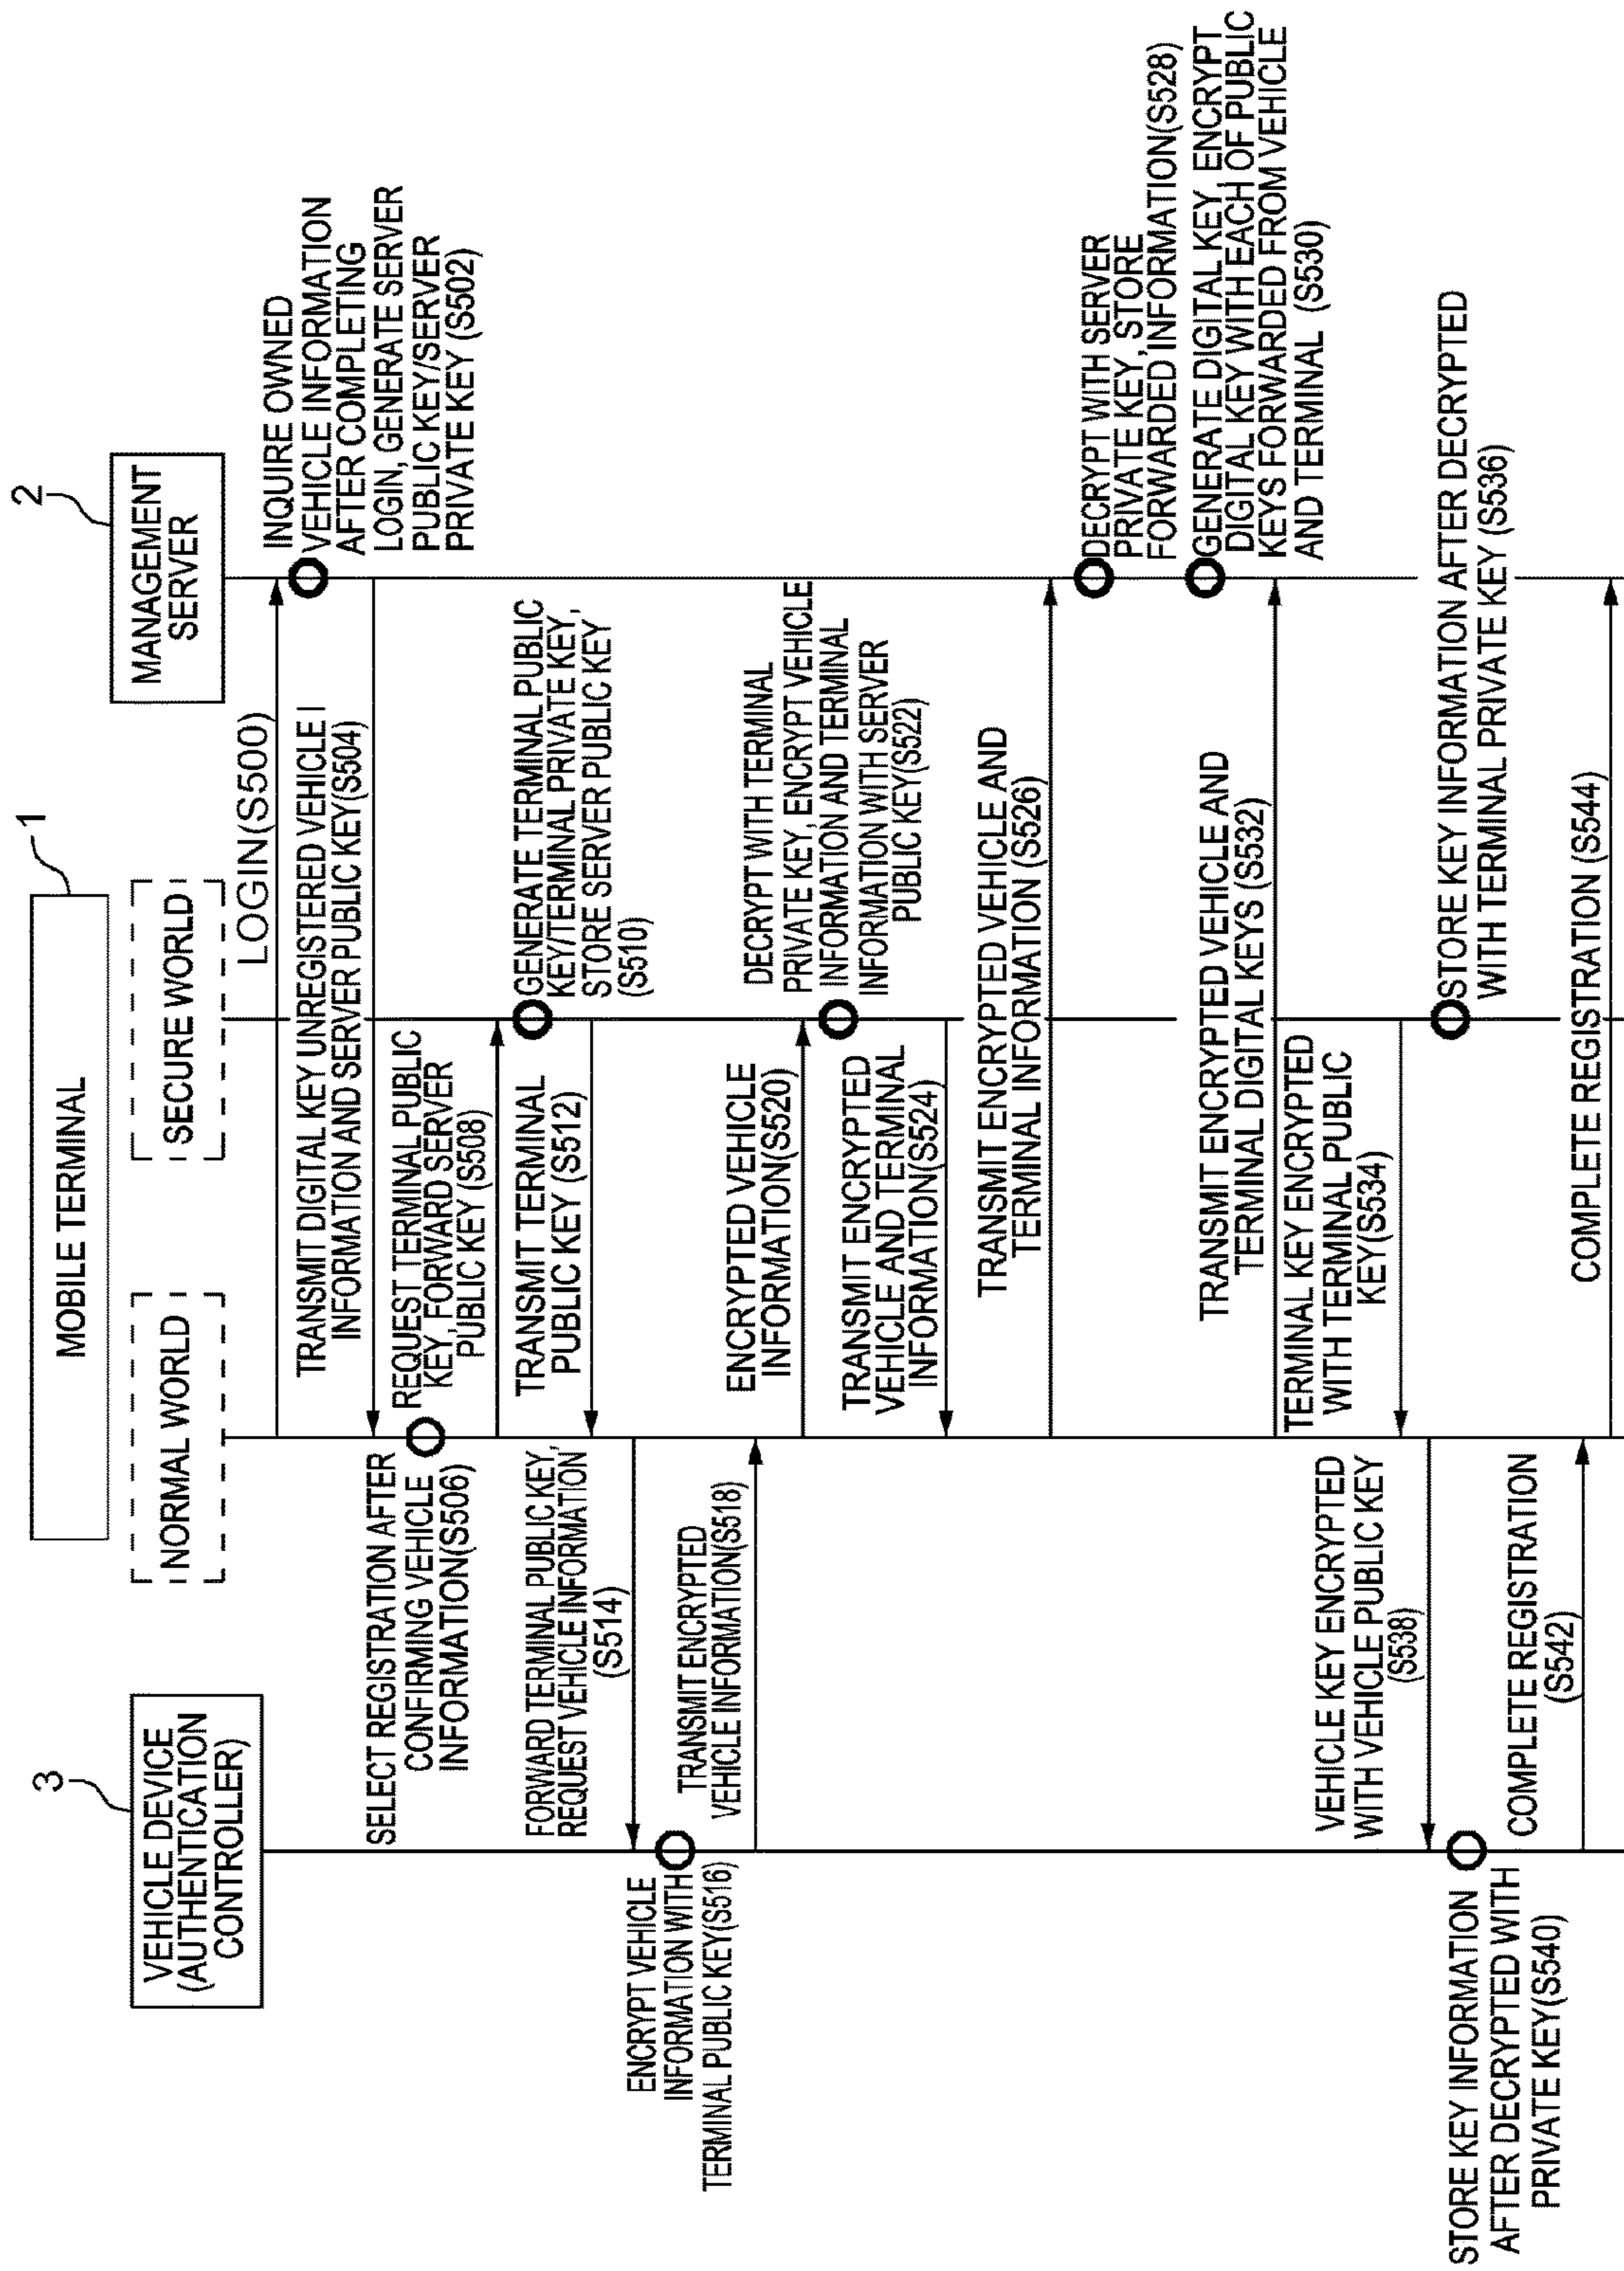 3
VEHICLE DEVICE
(AUTHENTICATION
CONTROLLER)
1
MOBILE TERMINAL
NORMAL WORLD
SECURE WORLD
2
MANAGEMENT
SERVER
LOGIN(S500)
INQUIRE OWNED
VEHICLE INFORMATION
AFTER COMPLETING
LOGIN, GENERATE SERVER
PUBLIC KEY/SERVER
PRIVATE KEY (S502)
TRANSMIT DIGITAL KEY UNREGISTERED VEHICLE I
INFORMATION AND SERVER PUBLIC KEY(S504)
SELECT REGISTRATION AFTER
CONFIRMING VEHICLE
INFORMATION(S506)
REQUEST TERMINAL PUBLIC
KEY, FORWARD SERVER
PUBLIC KEY (S508)
GENERATE TERMINAL PUBLIC
KEY/TERMINAL PRIVATE KEY,
STORE SERVER PUBLIC KEY
(S510)
TRANSMIT TERMINAL
PUBLIC KEY (S512)
FORWARD TERMINAL PUBLIC KEY,
REQUEST VEHICLE INFORMATION
(S514)
ENCRYPT VEHICLE
INFORMATION WITH
TERMINAL PUBLIC KEY(S516)
TRANSMIT ENCRYPTED
VEHICLE INFORMATION(S518)
ENCRYPTED VEHICLE
INFORMATION(S520)
DECRYPT WITH TERMINAL
PRIVATE KEY, ENCRYPT VEHICLE
INFORMATION AND TERMINAL
INFORMATION WITH SERVER
PUBLIC KEY(S522)
TRANSMIT ENCRYPTED
VEHICLE AND TERMINAL
INFORMATION(S524)
TRANSMIT ENCRYPTED VEHICLE AND
TERMINAL INFORMATION (S526)
DECRYPT WITH SERVER
PRIVATE KEY, STORE
FORWARDED INFORMATION(S528)
GENERATE DIGITAL KEY, ENCRYPT
DIGITAL KEY WITH EACH OF PUBLIC
KEYS FORWARDED FROM VEHICLE
AND TERMINAL (S530)
TRANSMIT ENCRYPTED VEHICLE AND
TERMINAL DIGITAL KEYS (S532)
TERMINAL KEY ENCRYPTED
WITH TERMINAL PUBLIC
KEY(S534)
STORE KEY INFORMATION AFTER DECRYPTED
WITH TERMINAL PRIVATE KEY (S536)
VEHICLE KEY ENCRYPTED
WITH VEHICLE PUBLIC KEY
(S538)
STORE KEY INFORMATION
AFTER DECRYPTED WITH
PRIVATE KEY(S540)
COMPLETE REGISTRATION
(S542)
COMPLETE REGISTRATION (S544)